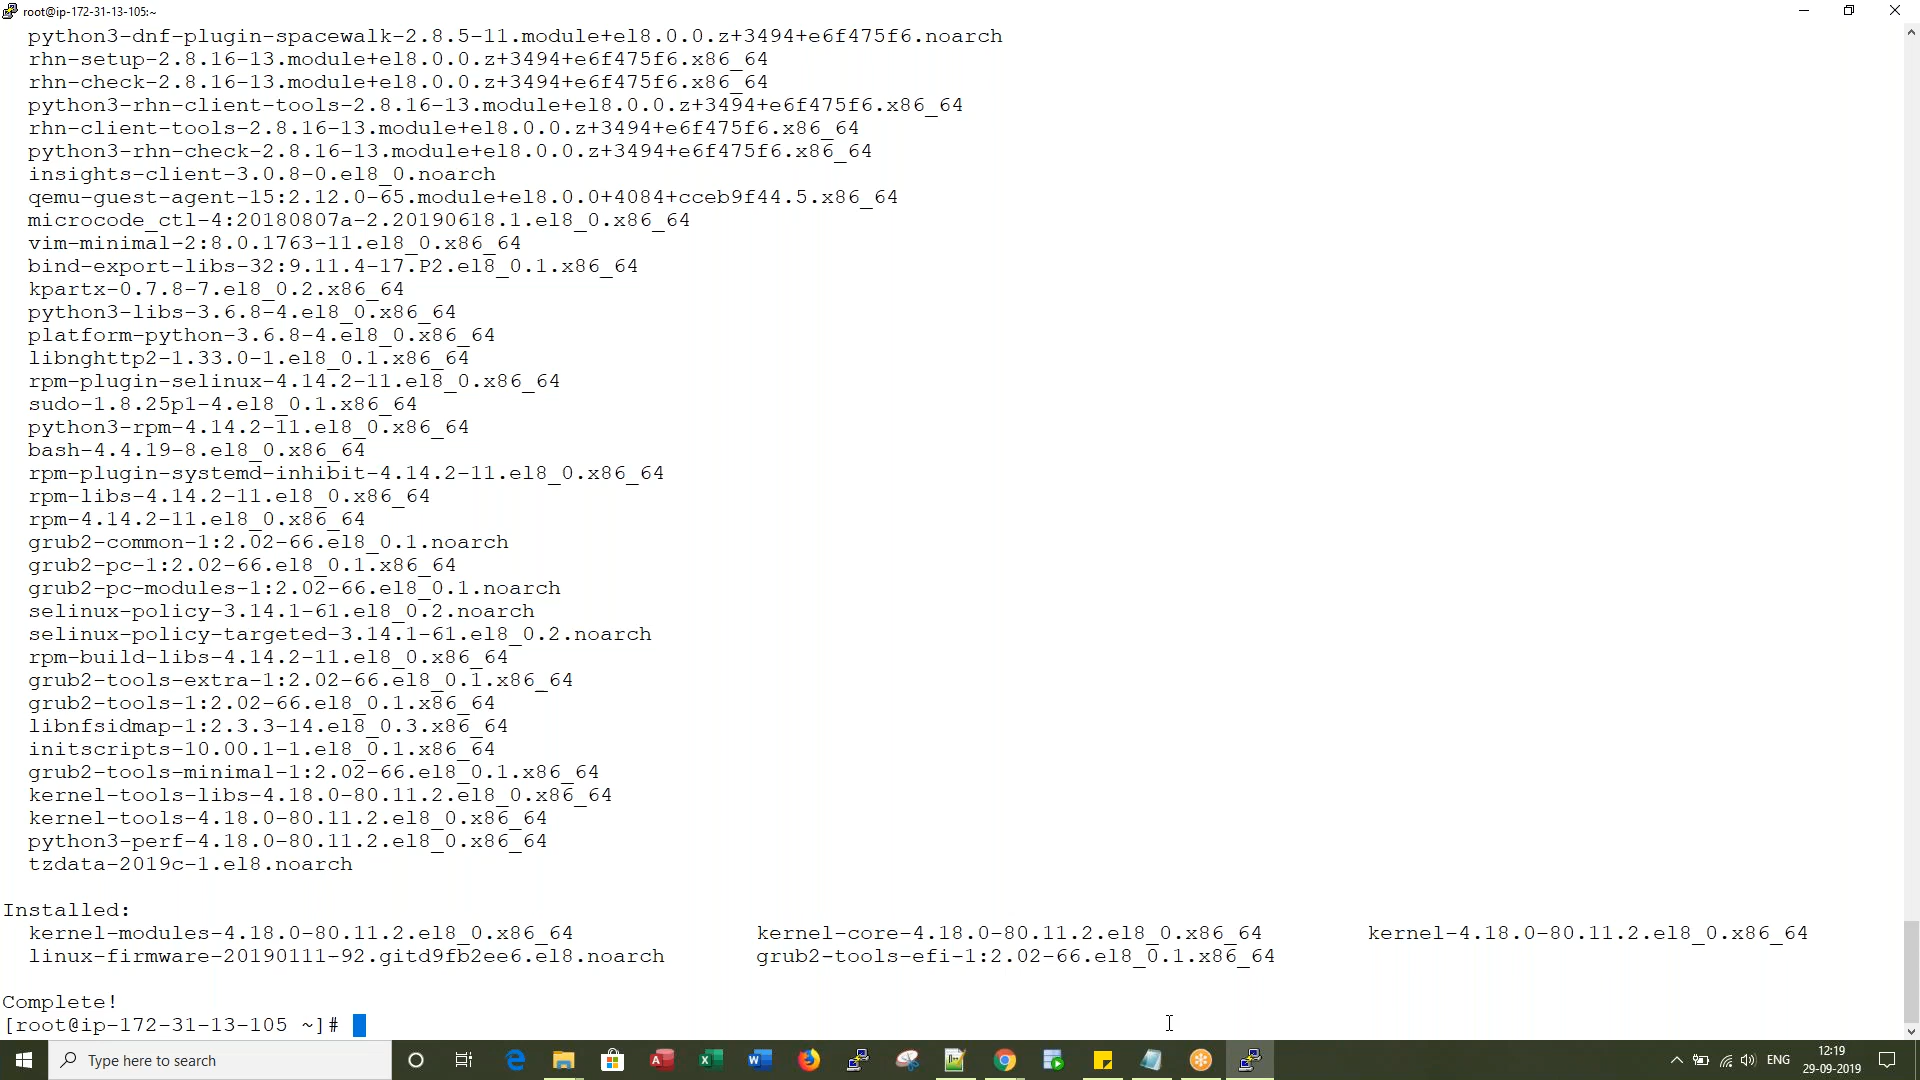 root@ip-172-31-13-105:~
python3-dnf-plugin-spacewalk-2.8.5-11.module+el8.0.0.z+3494+e6f475f6.noarch
rhn-setup-2.8.16-13.module+el8.0.0.z+3494+e6f475f6.x86_64
rhn-check-2.8.16-13.module+el8.0.0.z+3494+e6f475f6.x86_64
python3-rhn-client-tools-2.8.16-13.module+el8.0.0.z+3494+e6f475f6.x86_64
rhn-client-tools-2.8.16-13.module+el8.0.0.z+3494+e6f475f6.x86_64
python3-rhn-check-2.8.16-13.module+el8.0.0.z+3494+e6f475f6.x86_64
insights-client-3.0.8-0.el8_0.noarch
qemu-guest-agent-15:2.12.0-65.module+el8.0.0+4084+cceb9f44.5.x86_64
microcode_ctl-4:20180807a-2.20190618.1.el8_0.x86_64
vim-minimal-2:8.0.1763-11.el8_0.x86_64
bind-export-libs-32:9.11.4-17.P2.el8_0.1.x86_64
kpartx-0.7.8-7.el8_0.2.x86_64
python3-libs-3.6.8-4.el8_0.x86_64
platform-python-3.6.8-4.el8_0.x86_64
libnghttp2-1.33.0-1.el8_0.1.x86_64
rpm-plugin-selinux-4.14.2-11.el8_0.x86_64
sudo-1.8.25p1-4.el8_0.1.x86_64
python3-rpm-4.14.2-11.el8_0.x86_64
bash-4.4.19-8.el8_0.x86_64
rpm-plugin-systemd-inhibit-4.14.2-11.el8_0.x86_64
rpm-libs-4.14.2-11.el8_0.x86_64
rpm-4.14.2-11.el8_0.x86_64
grub2-common-1:2.02-66.el8_0.1.noarch
grub2-pc-1:2.02-66.el8_0.1.x86_64
grub2-pc-modules-1:2.02-66.el8_0.1.noarch
selinux-policy-3.14.1-61.el8_0.2.noarch
selinux-policy-targeted-3.14.1-61.el8_0.2.noarch
rpm-build-libs-4.14.2-11.el8_0.x86_64
grub2-tools-extra-1:2.02-66.el8_0.1.x86_64
grub2-tools-1:2.02-66.el8_0.1.x86_64
libnfsidmap-1:2.3.3-14.el8_0.3.x86_64
initscripts-10.00.1-1.el8_0.1.x86_64
grub2-tools-minimal-1:2.02-66.el8_0.1.x86_64
kernel-tools-libs-4.18.0-80.11.2.el8_0.x86_64
kernel-tools-4.18.0-80.11.2.el8_0.x86_64
python3-perf-4.18.0-80.11.2.el8_0.x86_64
tzdata-2019c-1.el8.noarch
Installed:
kernel-modules-4.18.0-80.11.2.el8_0.x86_64 kernel-core-4.18.0-80.11.2.el8_0.x86_64 kernel-4.18.0-80.11.2.el8_0.x86_64
linux-firmware-20190111-92.gitd9fb2ee6.el8.noarch grub2-tools-efi-1:2.02-66.el8_0.1.x86_64
Complete!
[root@ip-172-31-13-105 ~]#
Type here to search
ENG
12:19
29-09-2019